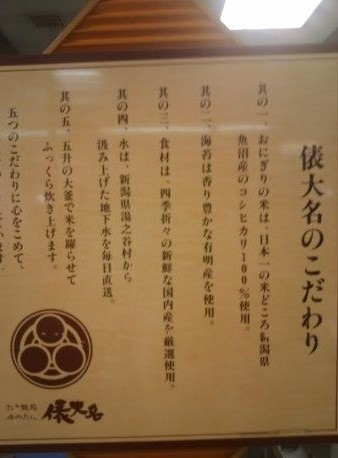 俵大名のこだわり
其の一、おにぎりの米は、日本一の米どころ新潟県
魚沼産のコシヒカリ100%使用。
其の二、海苔は香り豊かな有明産を使用。
其の三、食材は、四季折々の新鮮な国内産を厳選使用。
其の四、水は、新潟県湯之谷村から
汲み上げた地下水を毎日直送。
其の五、五升の大釜で米を躍らせて
ふっくら炊き上げます。
五つのこだわりに心をこめて、
俵大名